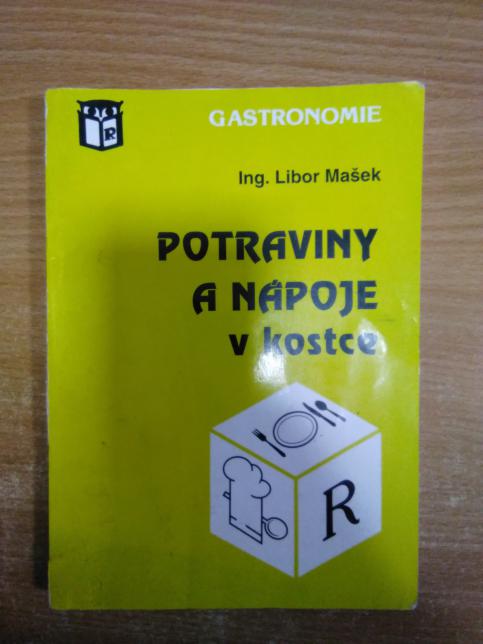 R
GASTRONOMIE
Ing. Libor Mašek
POTRAVINY
A NÁPOJE
v kostce
R